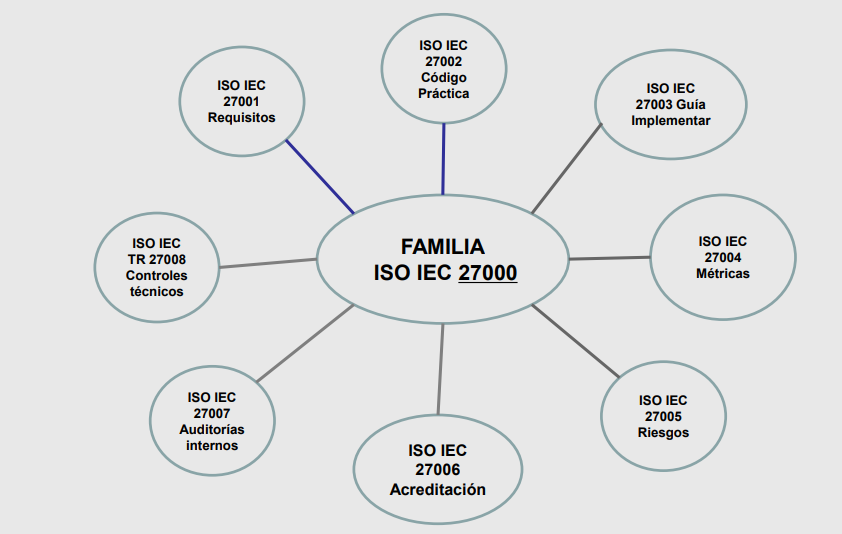 ISO IEC
27001
Requisitos
ISO IEC
27002
Código
Práctica
ISO IEC
27003 Guía
Implementar
FAMILIA
ISO IEC 27000
ISO IEC
27004
Métricas
ISO IEC
TR 27008
Controles
técnicos
ISO IEC
27007
Auditorías
internos
ISO IEC
27006
Acreditación
ISO IEC
27005
Riesgos